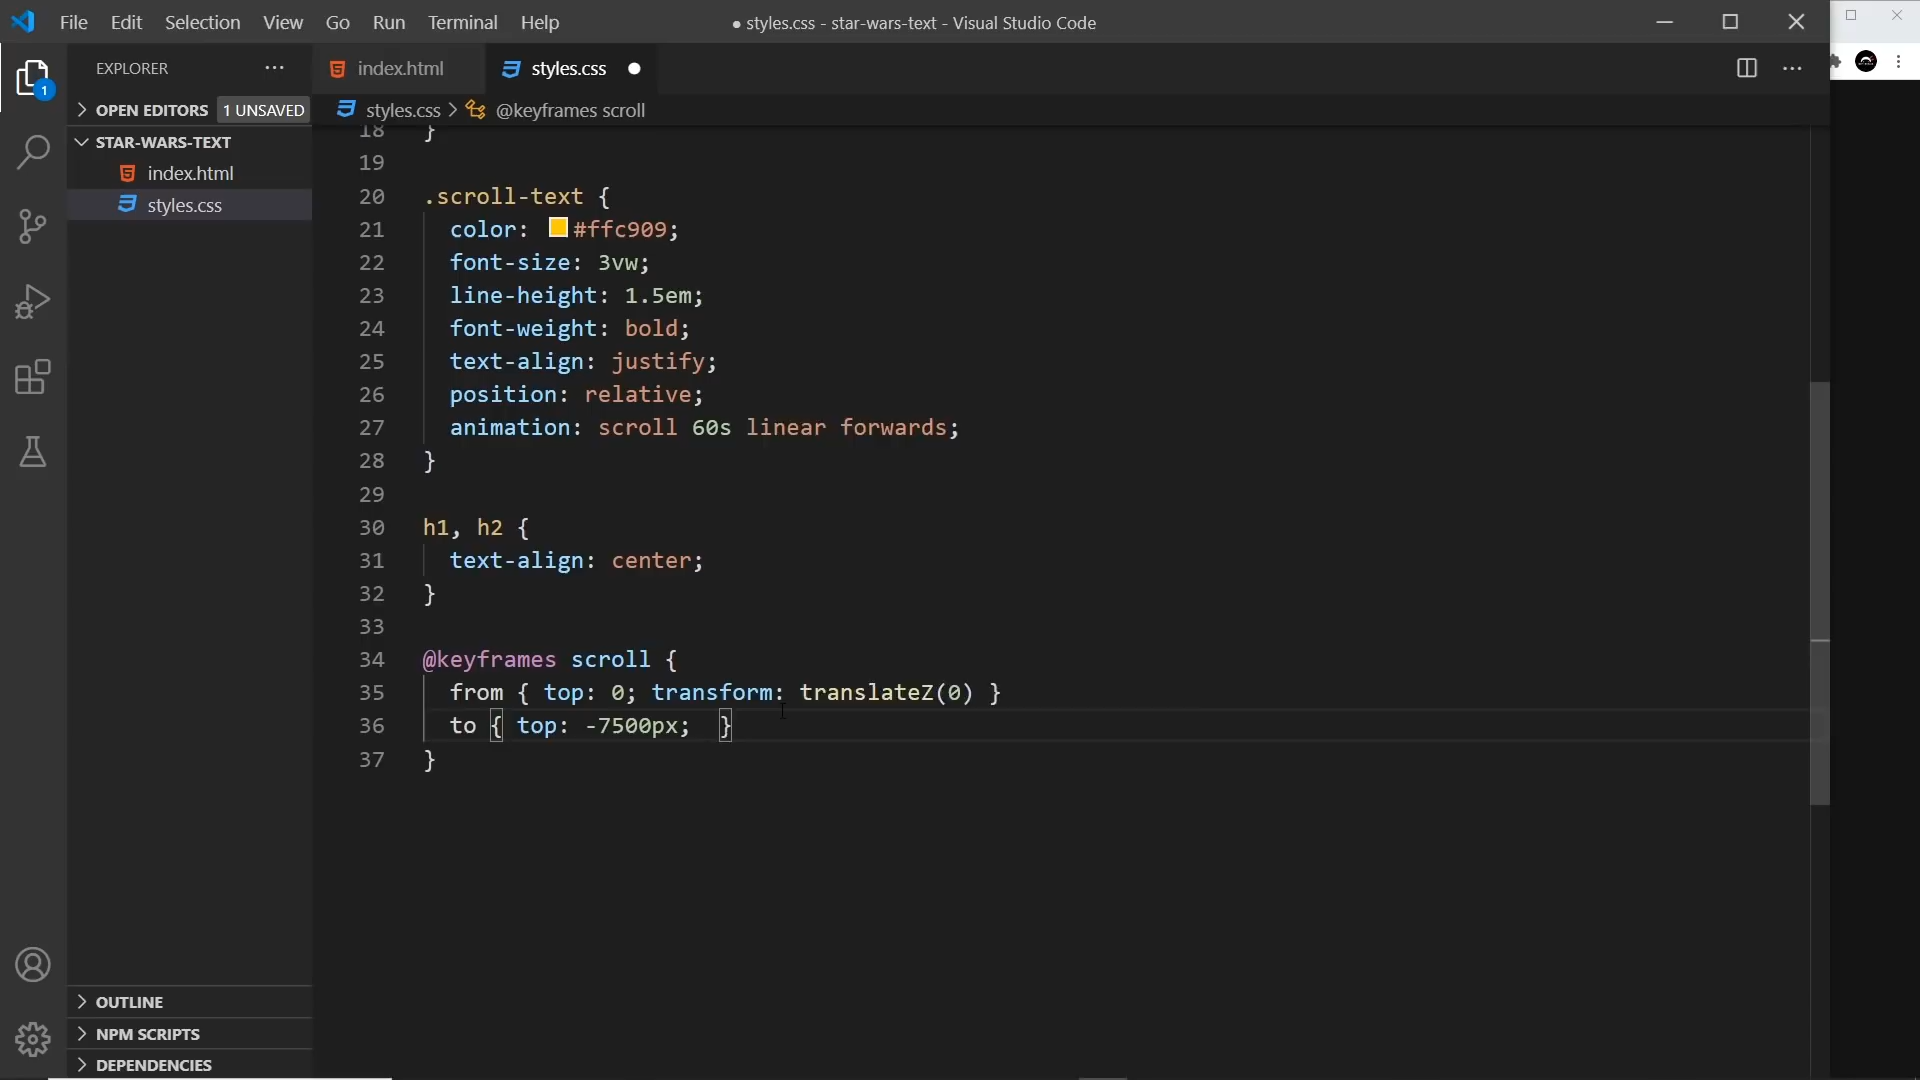 File Edit Selection View Go Run Terminal Help
● styles.css - star-wars-text - Visual Studio Code
EXPLORER
index.html
styles.css
1
OPEN EDITORS 1 UNSAVED
styles.css > @keyframes scroll
STAR-WARS-TEXT
index.html
styles.css
18 }
19
20 .scroll-text {
21 color: #ffc909;
22 font-size: 3vw;
23 line-height: 1.5em;
24 font-weight: bold;
25 text-align: justify;
26 position: relative;
27 animation: scroll 60s linear forwards;
28 }
29
30 h1, h2 {
31 text-align: center;
32 }
33
34 @keyframes scroll {
35 from { top: 0; transform: translateZ(0) }
36 to { top: -7500px;  }
37 }
OUTLINE
NPM SCRIPTS
DEPENDENCIES